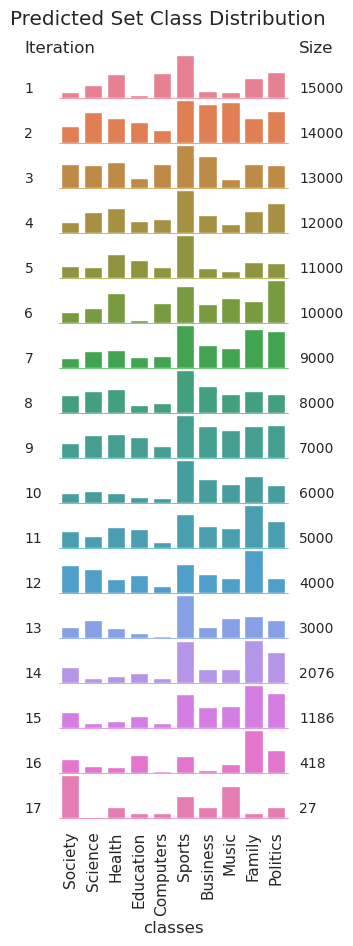 Predicted Set Class Distribution
Iteration Size
1 15000
2 14000
3 13000
4 12000
5 11000
6 10000
7 9000
8 8000
9 7000
10 6000
11 5000
12 4000
13 3000
14 2076
15 1186
16 418
17 27
Society
Science
Health
Education
Computers
Sports
Business
Music
Family
Politics
classes